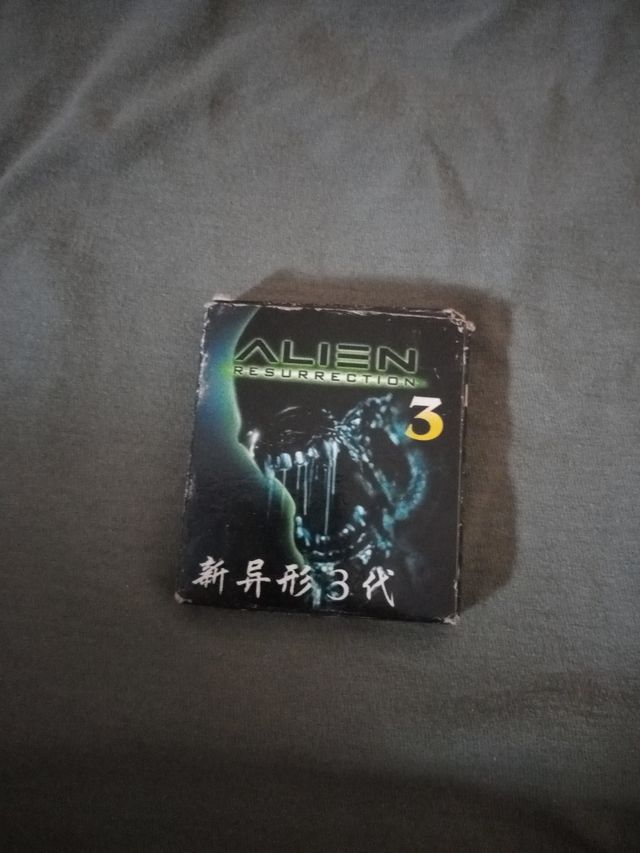 ALIEN
RESURRECTION
3
新异形3代